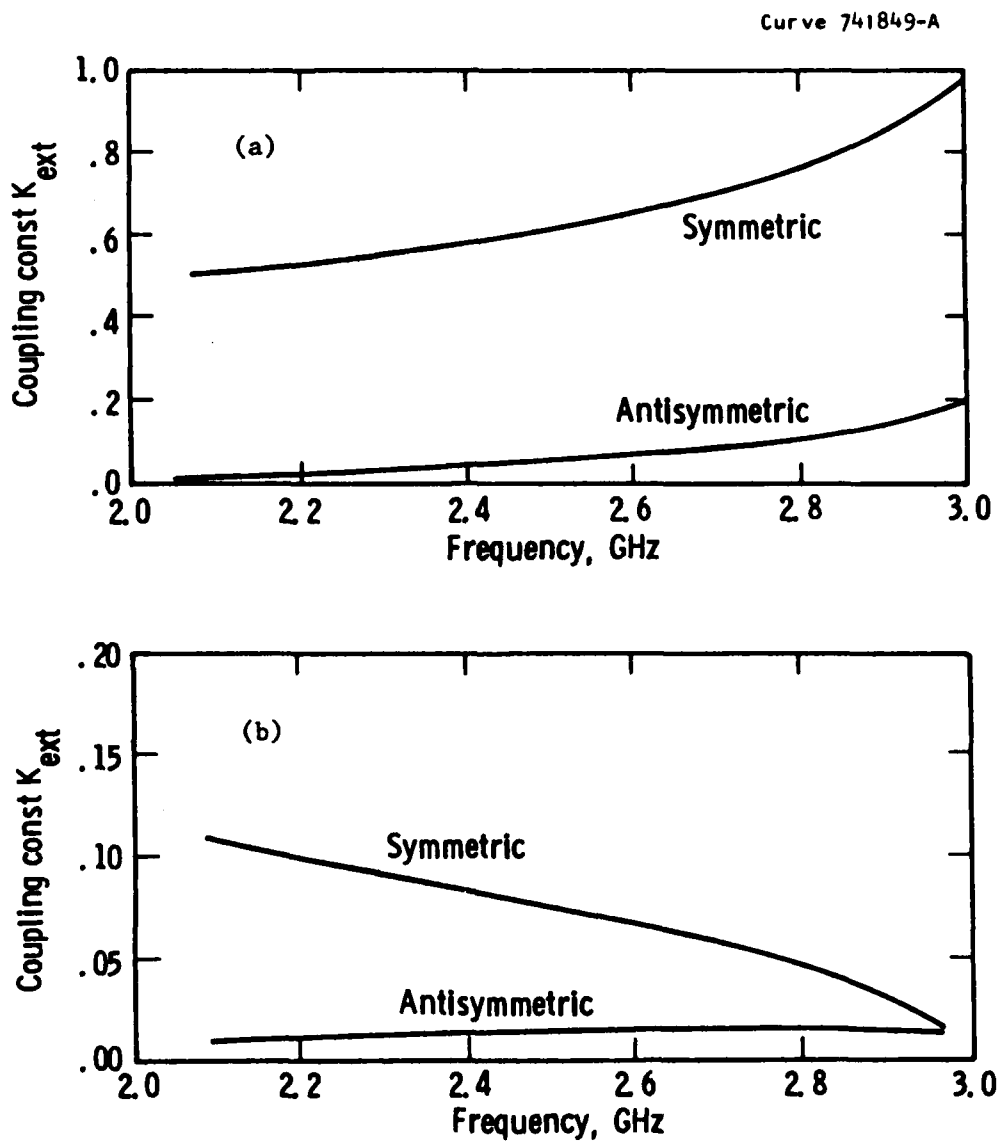 Curve 741849-A
1.0
.8
.6
.4
.2
.0
Coupling const K_ext
(a)
Symmetric
Antisymmetric
2.0 2.2 2.4 2.6 2.8 3.0
Frequency, GHz
.20
.15
.10
.05
.00
Coupling const K_ext
(b)
Symmetric
Antisymmetric
2.0 2.2 2.4 2.6 2.8 3.0
Frequency, GHz